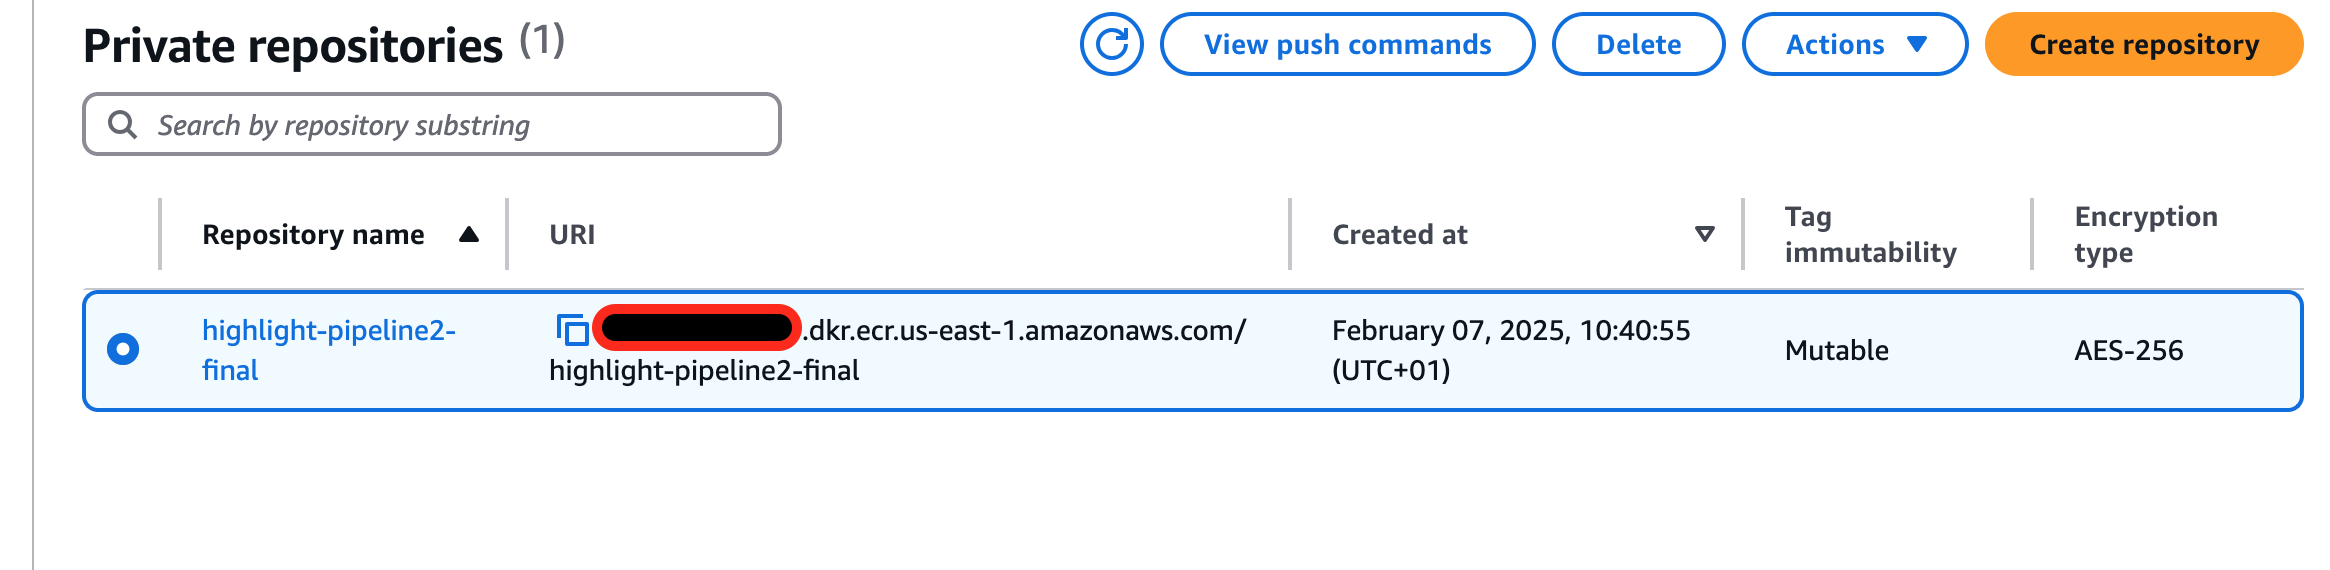 Private repositories (1)
View push commands
Delete
Actions
Create repository
Search by repository substring
Repository name
URI
Created at
Tag
immutability
Encryption
type
highlight-pipeline2-
final
.dkr.ecr.us-east-1.amazonaws.com/
highlight-pipeline2-final
February 07, 2025, 10:40:55
(UTC+01)
Mutable
AES-256